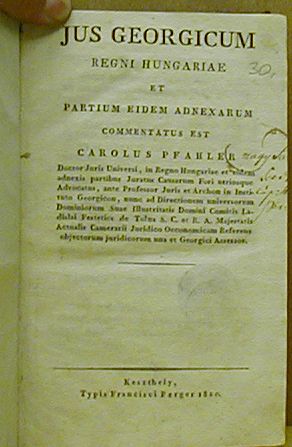 JUS GEORGICUM
REGNI HUNGARIAE
ET
PARTIUM EIDEM ADNEXARUM
COMMENTATUS EST
CAROLUS PFAHLER
Doctor Juris Universi, in Regno Hungariae et eidem
adnexis partibus Juratus Causarum Fori utriusque
Advocatus, ante Professor Juris et Archon in Insti-
tuto Georgicon, nunc ad Directionem universorum
Dominiorum Suae Illustritatis Domini Comitis La-
dislai Festetics de Tolna S. C. et R. A. Majestatis
Actualis Camerarii Juridico Oeconomicam Referens
objectorum juridicorum una et Georgici Assessor.
Keszthely,
Typis Francisci Perger 1820.
30.